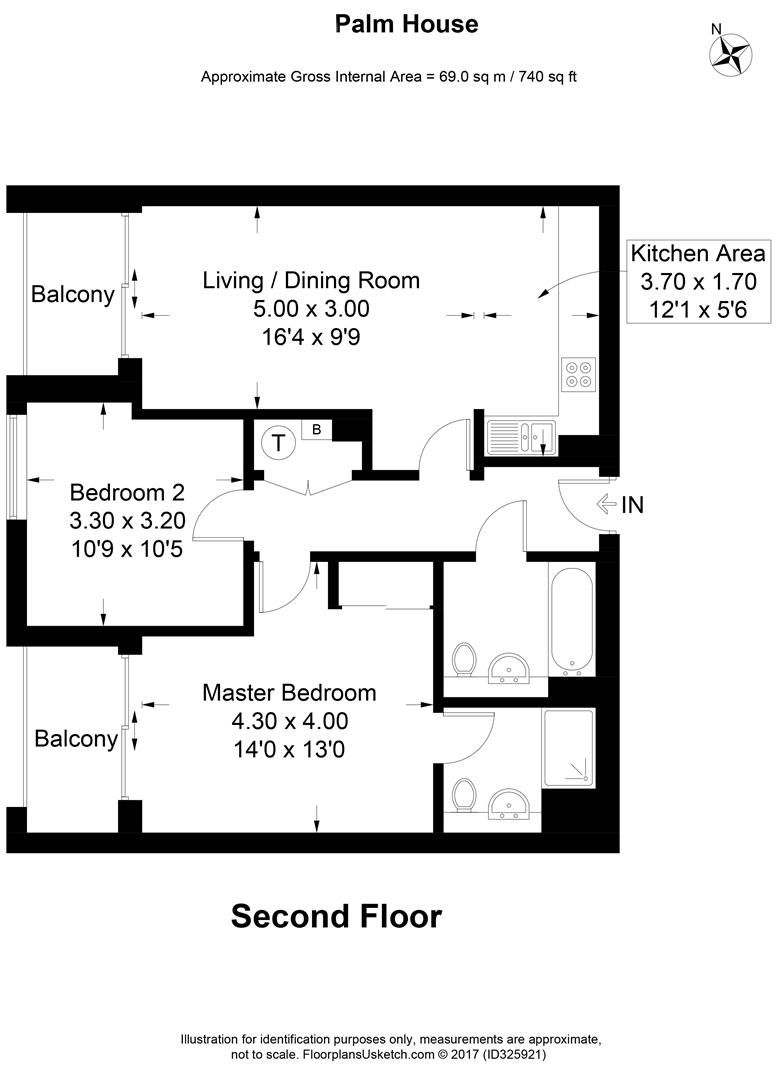 Palm House
N
Approximate Gross Internal Area = 69.0 sq m / 740 sq ft
Kitchen Area
3.70 x 1.70
12'1 x 5'6
Living / Dining Room
5.00 x 3.00
16'4 x 9'9
Balcony
B
T
Bedroom 2
3.30 x 3.20
10'9 x 10'5
IN
Master Bedroom
4.30 x 4.00
14'0 x 13'0
Balcony
Second Floor
Illustration for identification purposes only, measurements are approximate,
not to scale. FloorplansUsketch.com © 2017 (ID325921)